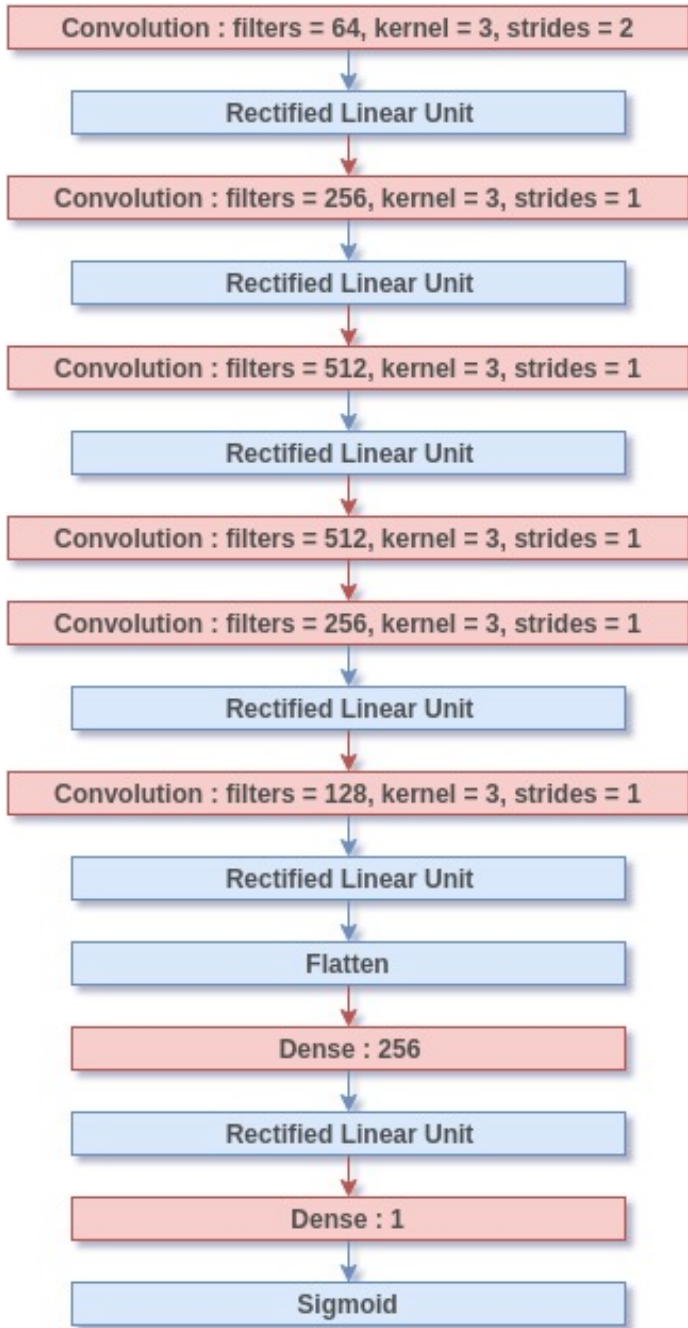 Convolution : filters = 64, kernel = 3, strides = 2
Rectified Linear Unit
Convolution : filters = 256, kernel = 3, strides = 1
Rectified Linear Unit
Convolution : filters = 512, kernel = 3, strides = 1
Rectified Linear Unit
Convolution : filters = 512, kernel = 3, strides = 1
Convolution : filters = 256, kernel = 3, strides = 1
Rectified Linear Unit
Convolution : filters = 128, kernel = 3, strides = 1
Rectified Linear Unit
Flatten
Dense : 256
Rectified Linear Unit
Dense : 1
Sigmoid